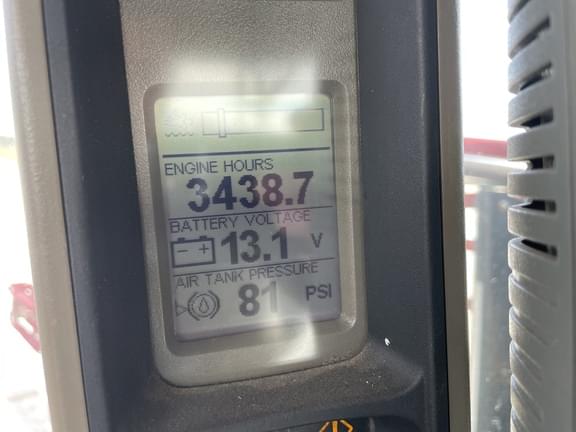 ENGINE HOURS
3438.7
BATTERY VOLTAGE
- + 13.1 V
AIR TANK PRESSURE
81 PSI